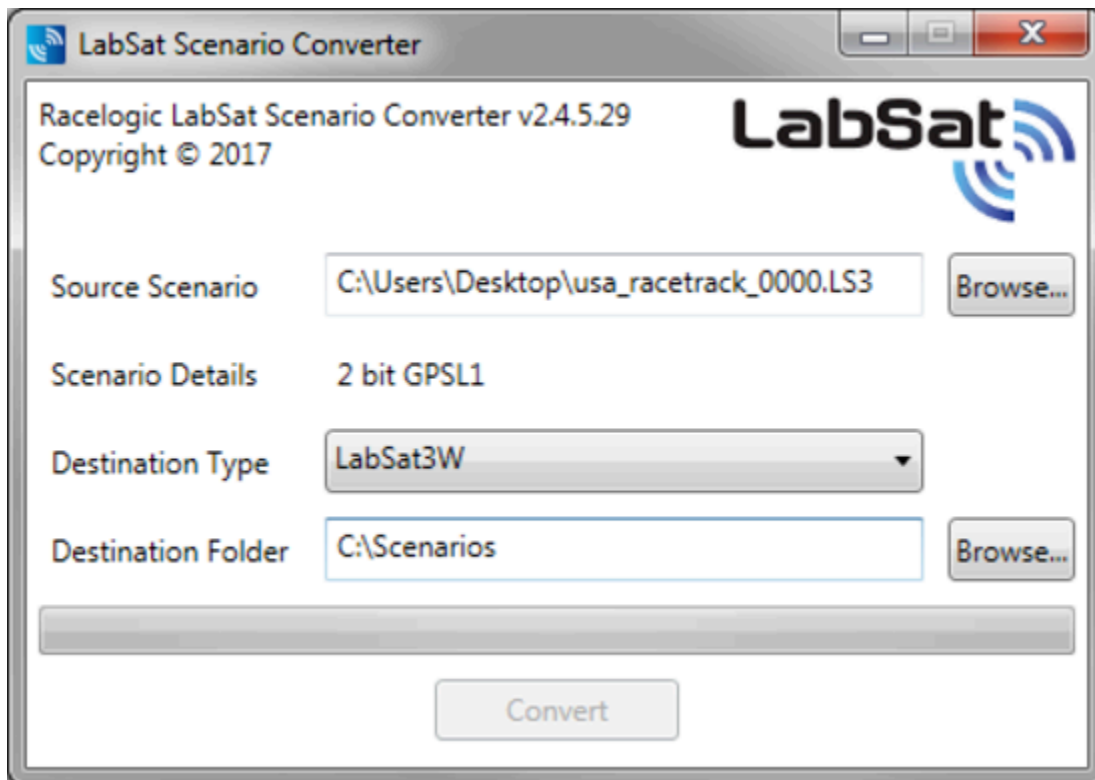 LabSat Scenario Converter
Racelogic LabSat Scenario Converter v2.4.5.29
Copyright © 2017
LabSat
Source Scenario C:\Users\Desktop\usa_racetrack_0000.LS3 Browse...
Scenario Details 2 bit GPSL1
Destination Type LabSat3W
Destination Folder C:\Scenarios Browse...
Convert